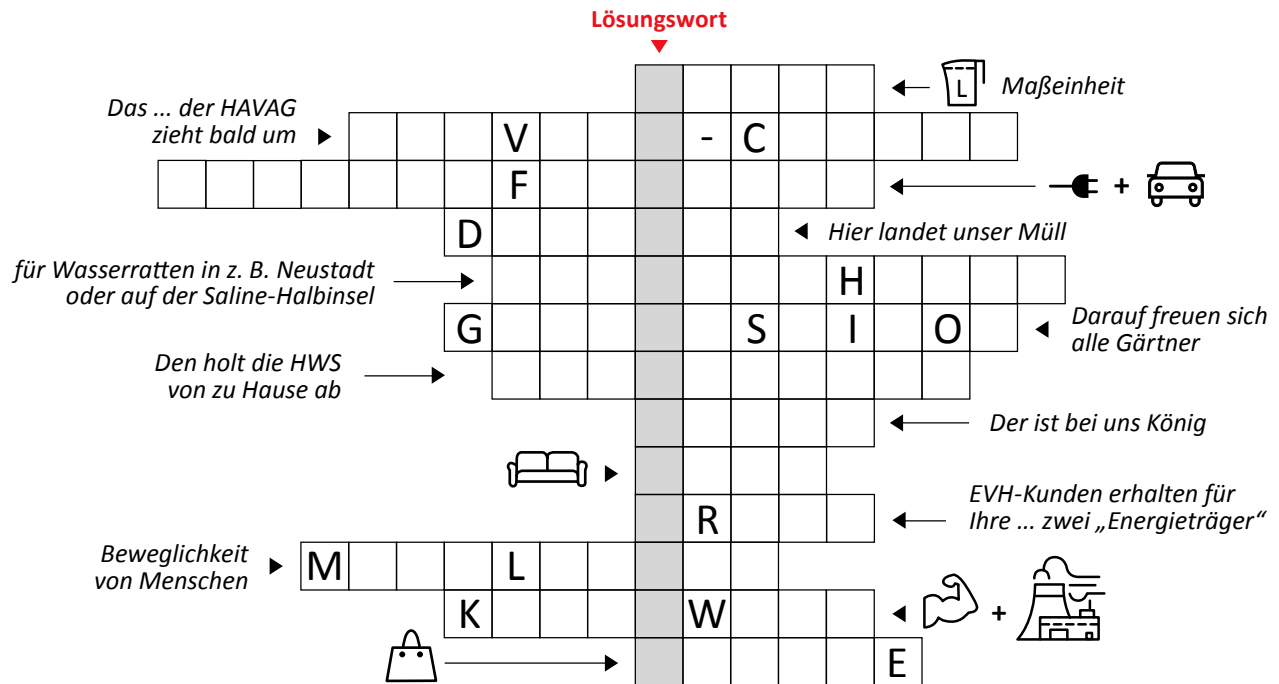 Lösungswort
L Maßeinheit
Das ... der HAVAG
zieht bald um
V - C
F +
D
Hier landet unser Müll
für Wasserratten in z. B. Neustadt
oder auf der Saline-Halbinsel
H
G S I O
Darauf freuen sich
alle Gärtner
Den holt die HWS
von zu Hause ab
Der ist bei uns König
R
EVH-Kunden erhalten für
Ihre ... zwei „Energieträger“
Beweglichkeit
von Menschen
M L
K W +
E